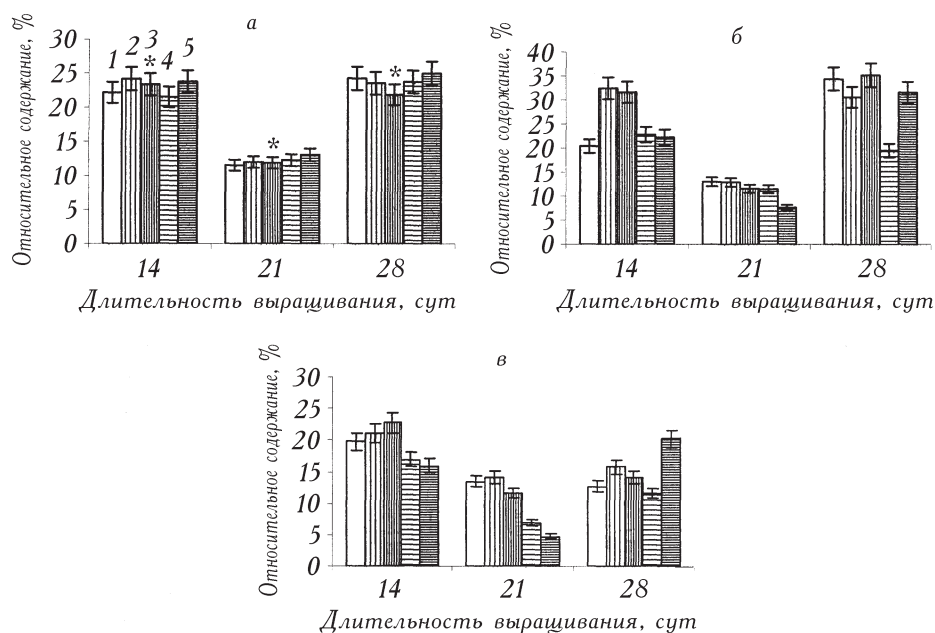 а
Относительное содержание, %
30
25
20
15
10
5
0
1 2 3 4 5
*
*
*
14 21 28
Длительность выращивания, сут
б
Относительное содержание, %
40
35
30
25
20
15
10
5
0
14 21 28
Длительность выращивания, сут
в
Относительное содержание, %
30
25
20
15
10
5
0
14 21 28
Длительность выращивания, сут